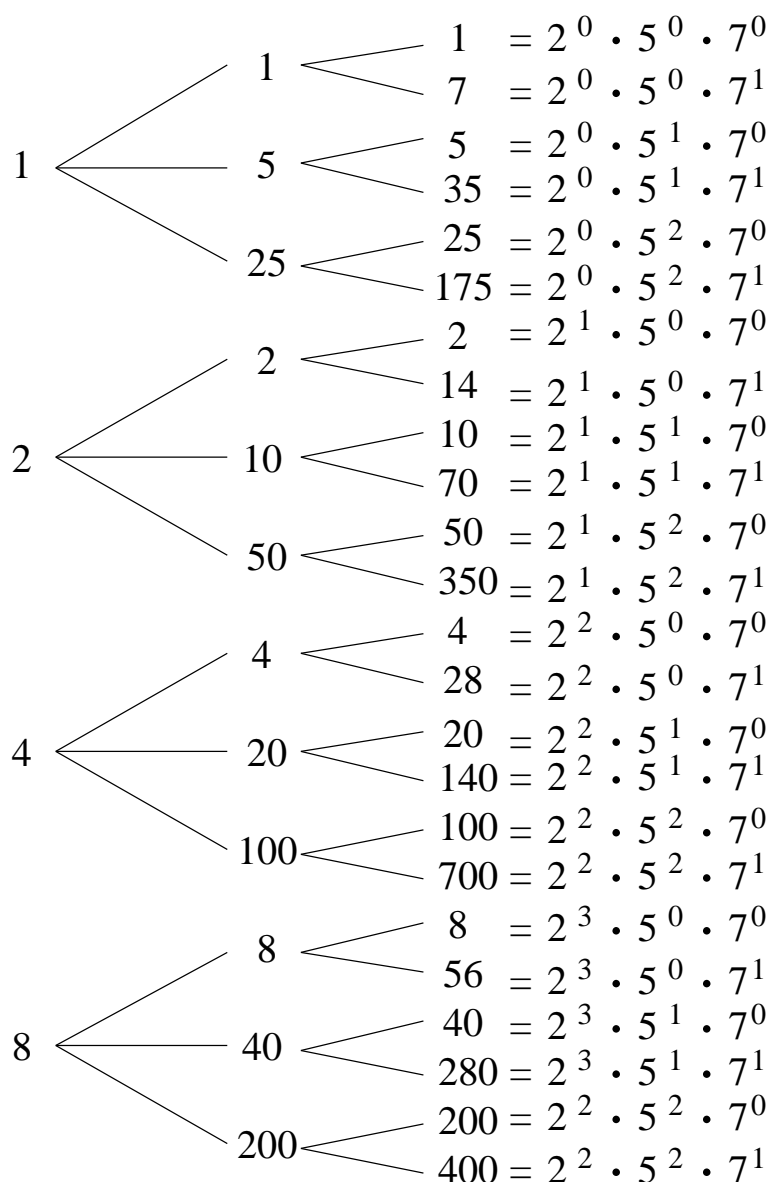 1 = 2^0 · 5^0 · 7^0
1
7 = 2^0 · 5^0 · 7^1
5 = 2^0 · 5^1 · 7^0
1 5
35 = 2^0 · 5^1 · 7^1
25 = 2^0 · 5^2 · 7^0
25
175 = 2^0 · 5^2 · 7^1
2 = 2^1 · 5^0 · 7^0
2
14 = 2^1 · 5^0 · 7^1
10 = 2^1 · 5^1 · 7^0
2 10
70 = 2^1 · 5^1 · 7^1
50 = 2^1 · 5^2 · 7^0
50
350 = 2^1 · 5^2 · 7^1
4 = 2^2 · 5^0 · 7^0
4
28 = 2^2 · 5^0 · 7^1
20 = 2^2 · 5^1 · 7^0
4 20
140 = 2^2 · 5^1 · 7^1
100 = 2^2 · 5^2 · 7^0
100
700 = 2^2 · 5^2 · 7^1
8 = 2^3 · 5^0 · 7^0
8
56 = 2^3 · 5^0 · 7^1
40 = 2^3 · 5^1 · 7^0
8 40
280 = 2^3 · 5^1 · 7^1
200 = 2^2 · 5^2 · 7^0
200
400 = 2^2 · 5^2 · 7^1